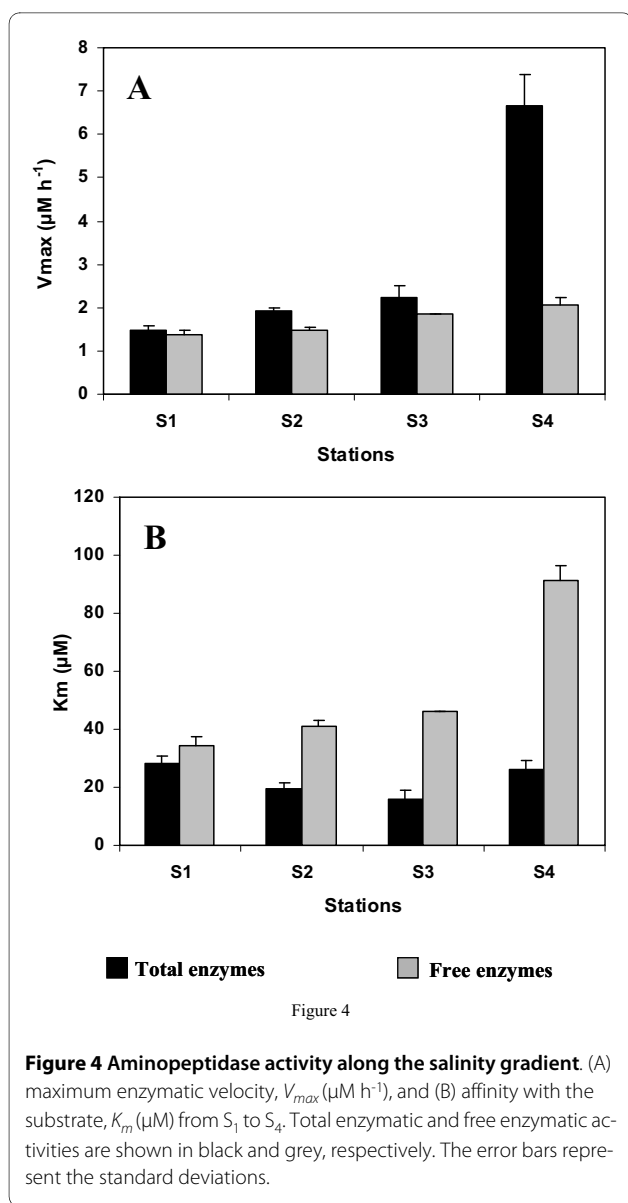 8
7
6
5
4
3
2
1
0
A
Vmax (µM h⁻¹)
S1 S2 S3 S4
Stations
120
100
80
60
40
20
0
B
Km (µM)
S1 S2 S3 S4
Stations
Total enzymes Free enzymes
Figure 4
Figure 4 Aminopeptidase activity along the salinity gradient. (A)
maximum enzymatic velocity, Vmax (µM h-1), and (B) affinity with the
substrate, Km (µM) from S1 to S4. Total enzymatic and free enzymatic ac-
tivities are shown in black and grey, respectively. The error bars repre-
sent the standard deviations.